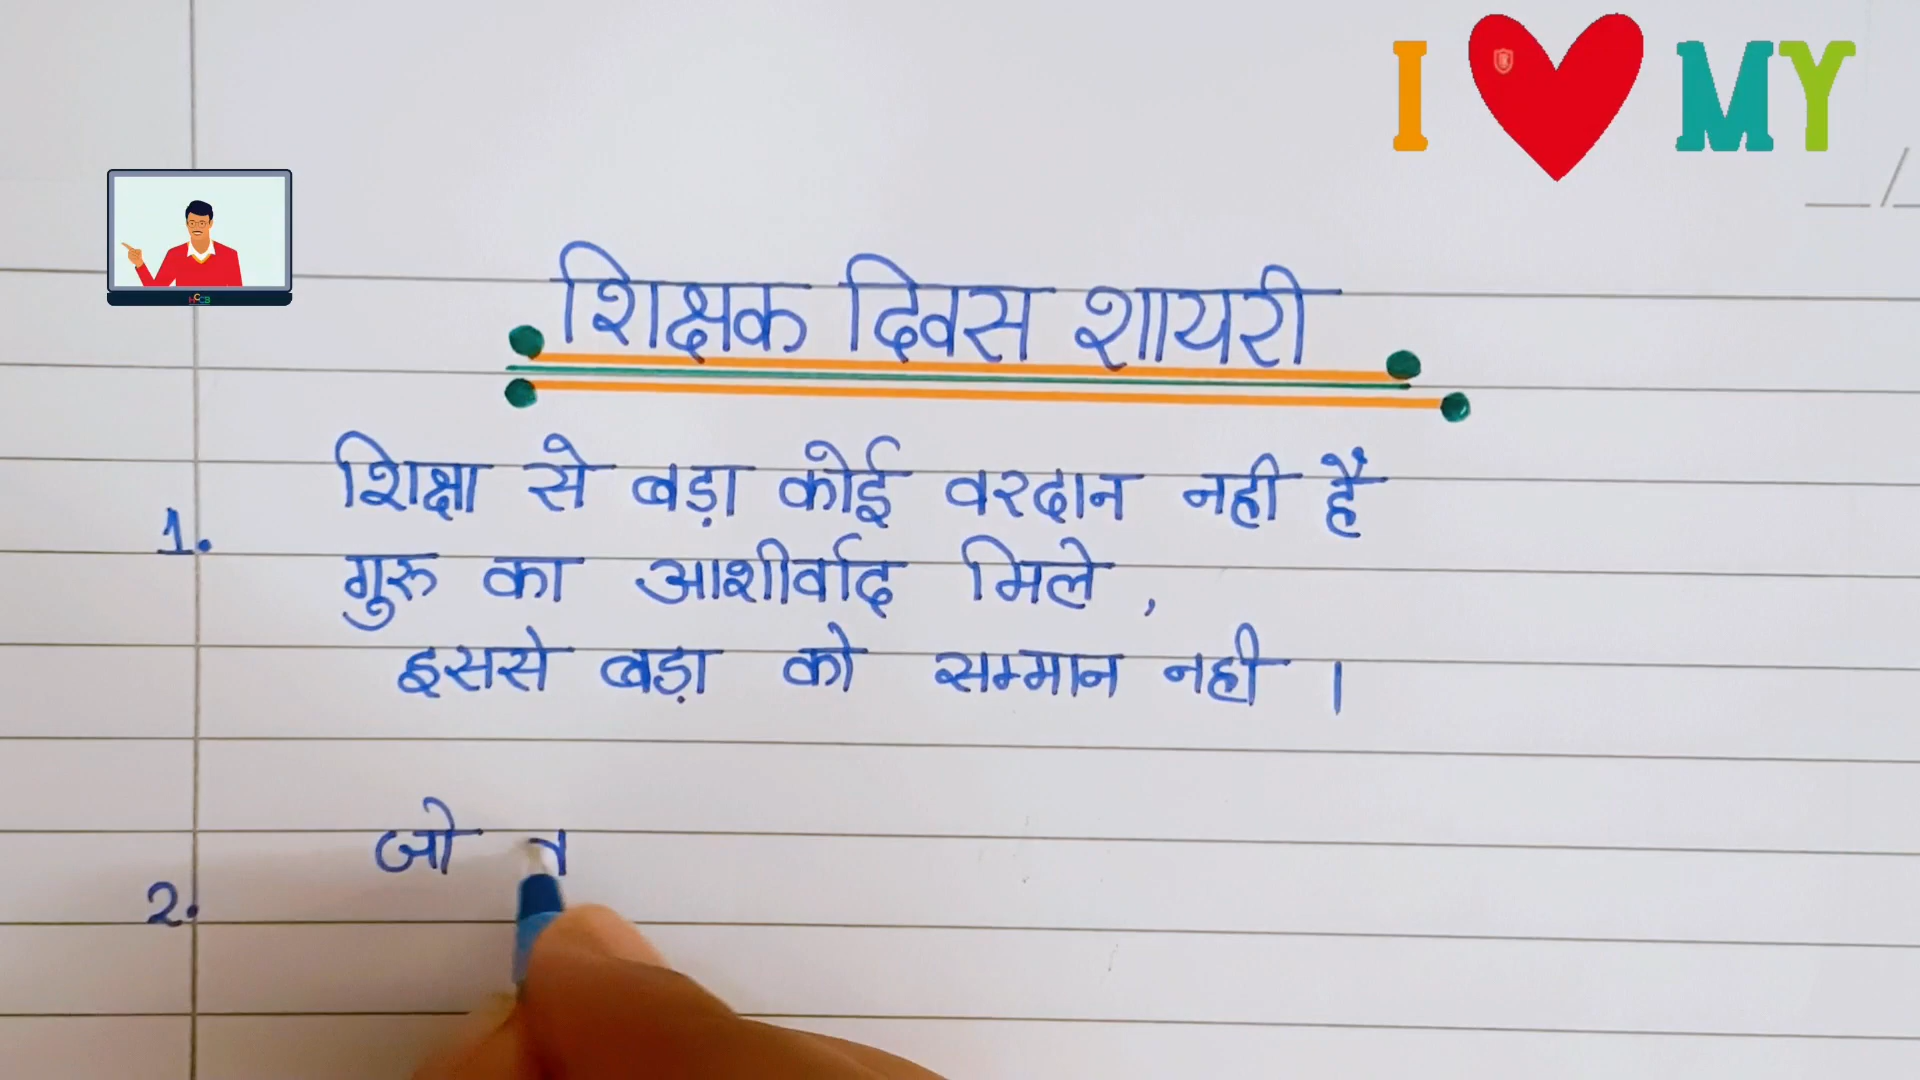 I ❤ MY
शिक्षक दिवस शायरी
1. शिक्षा से बड़ा कोई वरदान नही है
गुरु का आशीर्वाद मिले ,
इससे बड़ा को सम्मान नही ।
2. जो